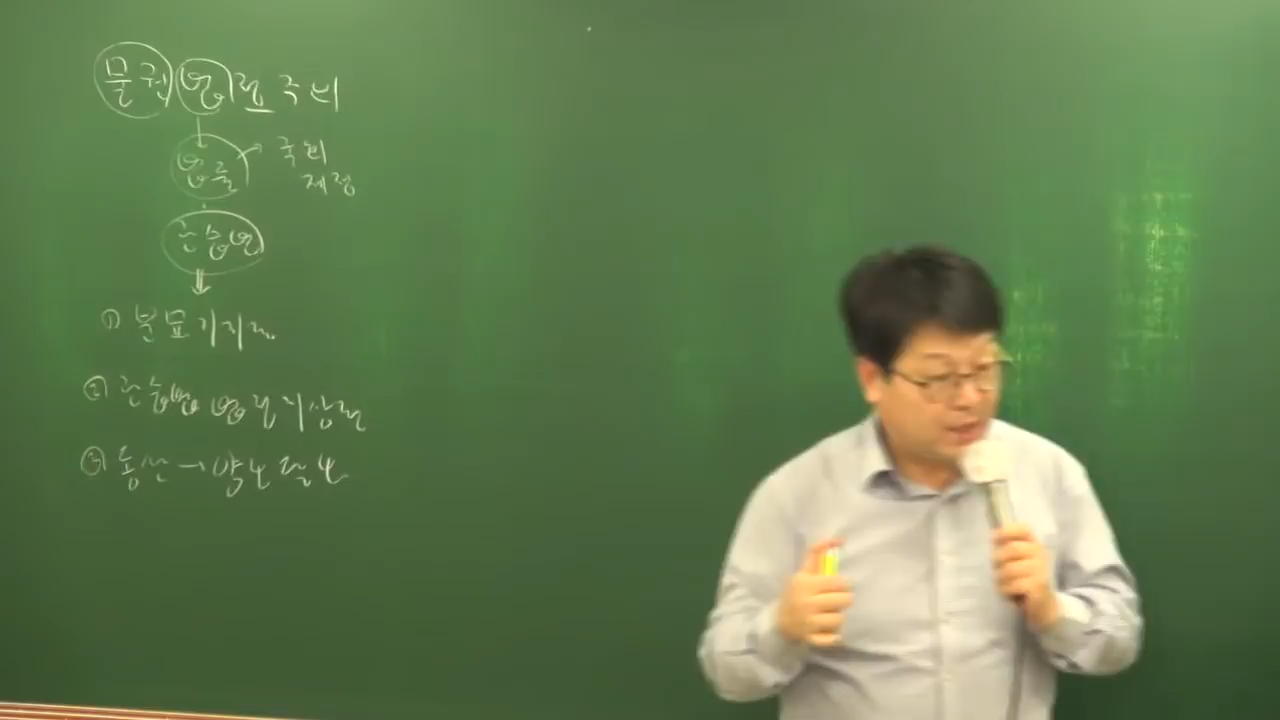 물권법정주의
법률 → 국회
제정
관습법
① 분묘기지권
② 관습법 법정지상권
③ 동산 → 양도담보